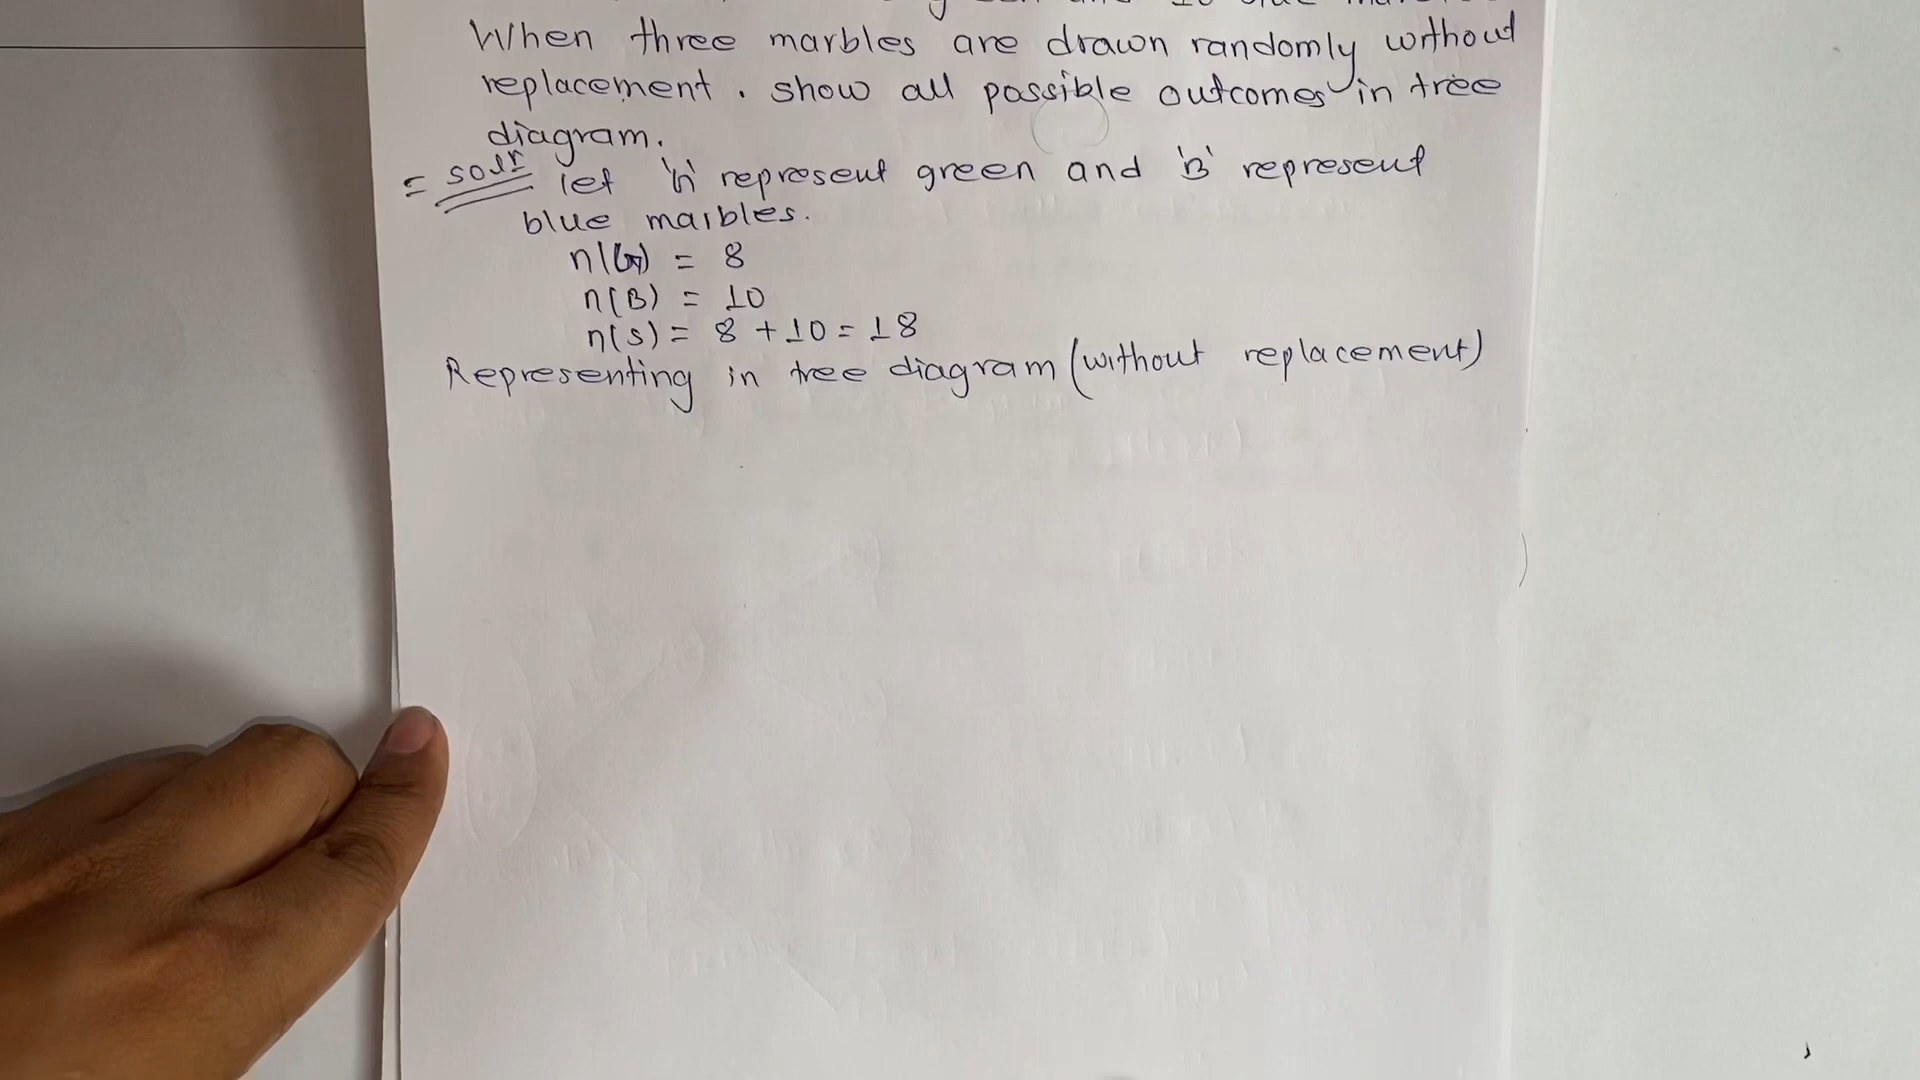 When three marbles are drawn randomly without
replacement. show all possible outcomes in tree
diagram.
= soln let 'G' represent green and 'B' represent
blue marbles.
n(G) = 8
n(B) = 10
n(S) = 8 + 10 = 18
Representing in tree diagram (without replacement)